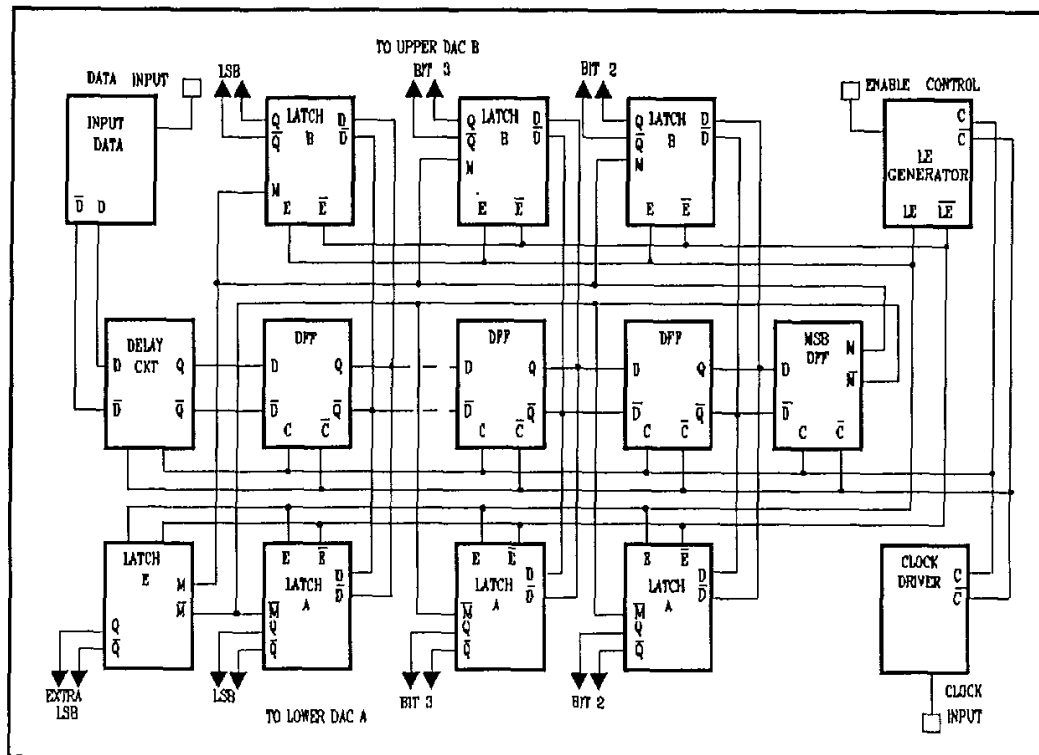 TO UPPER DAC B
DATA INPUT
LSB
BIT 3
BIT 2
ENABLE CONTROL
INPUT DATA
D̅ D
LATCH B
Q
Q̅
D
D̅
M
E E̅
LATCH B
Q
Q̅
D
D̅
M
E E̅
LATCH B
Q
Q̅
D
D̅
M
E E̅
C
C̅
LE GENERATOR
LE L̅E̅
DELAY CKT
D Q
D̅ Q̅
DFF
D Q
D̅ Q̅
C C̅
DFF
D Q
D̅ Q̅
C C̅
DFF
D Q
D̅ Q̅
C C̅
MSB DFF
M
M̅
D
D̅
C C̅
LATCH E
M
M̅
Q
Q̅
E E̅
LATCH A
D
D̅
M̅
Q
Q̅
E E̅
LATCH A
D
D̅
M̅
Q
Q̅
E E̅
LATCH A
D
D̅
M̅
Q
Q̅
CLOCK DRIVER
C
C̅
EXTRA LSB
LSB
BIT 3
BIT 2
TO LOWER DAC A
CLOCK INPUT